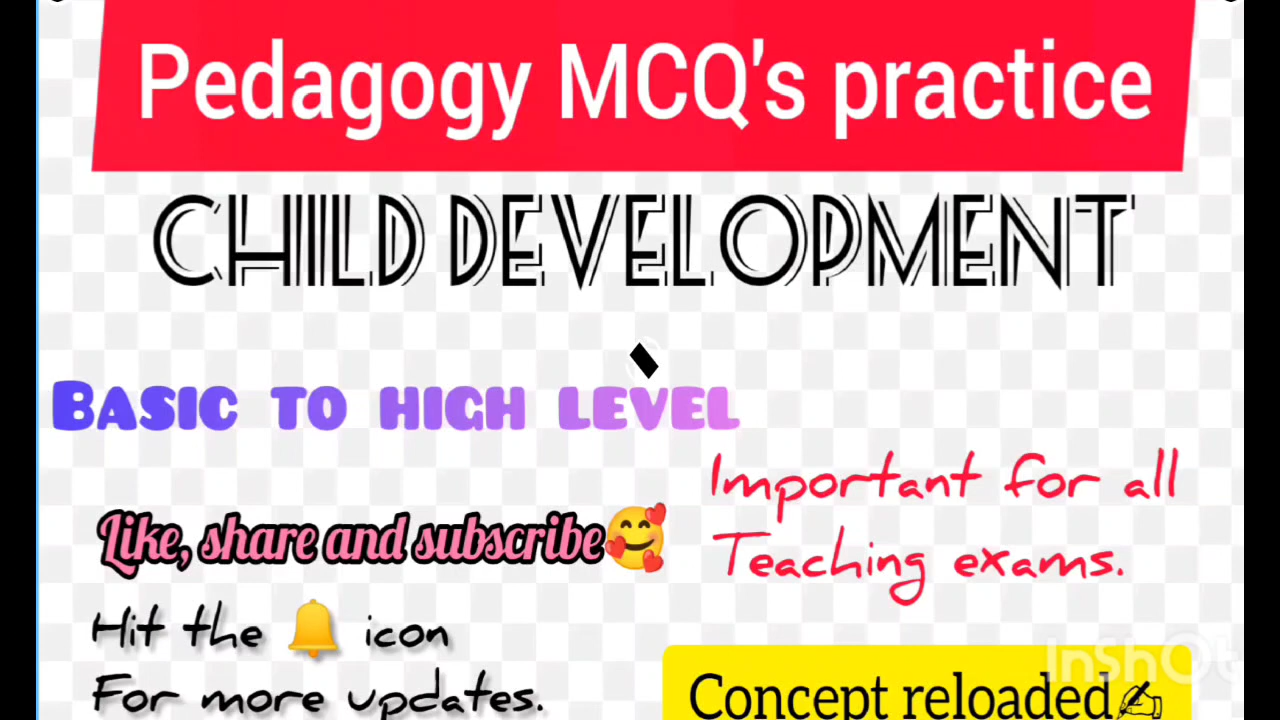 Pedagogy MCQ's practice
CHILD DEVELOPMENT
BASIC TO HIGH LEVEL
Important for all
Teaching exams.
Like, share and subscribe🥰
Hit the 🔔 icon
For more updates.
Concept reloaded✍
InShOt